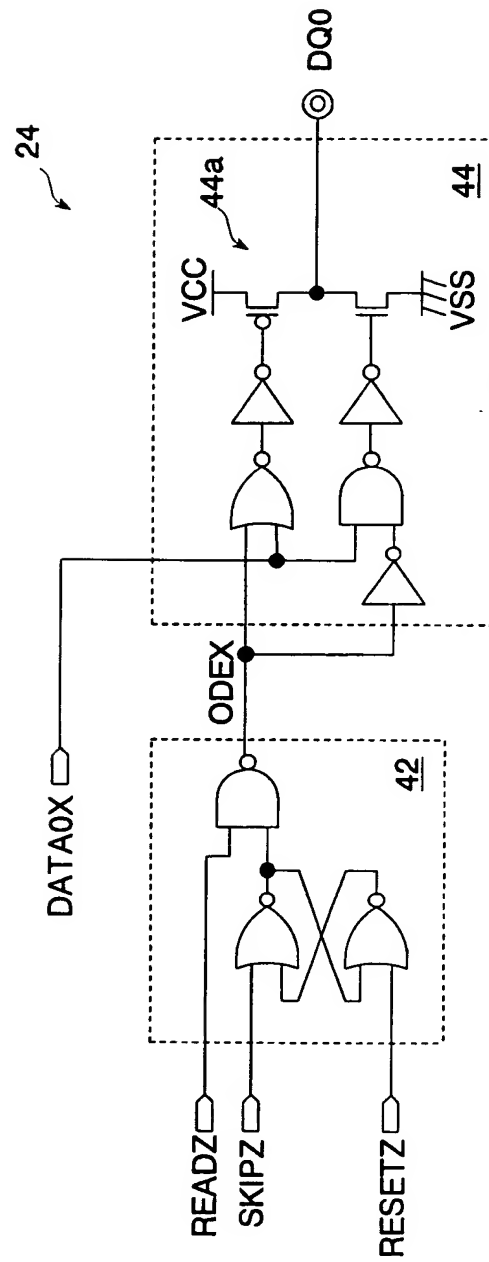 24
DATA0X
READZ
SKIPZ
RESETZ
42
ODEX
VCC
44a
VSS
44
DQ0